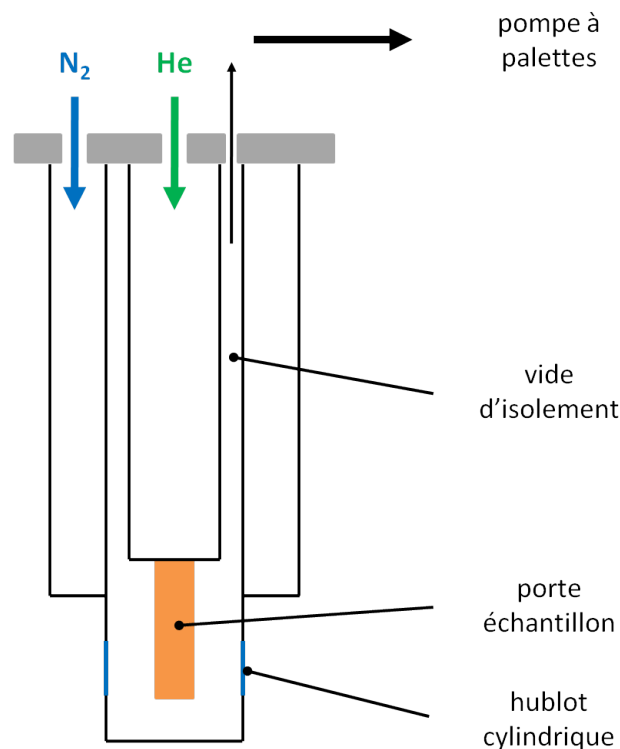 pompe à
palettes
N₂
He
vide
d’isolement
porte
échantillon
hublot
cylindrique